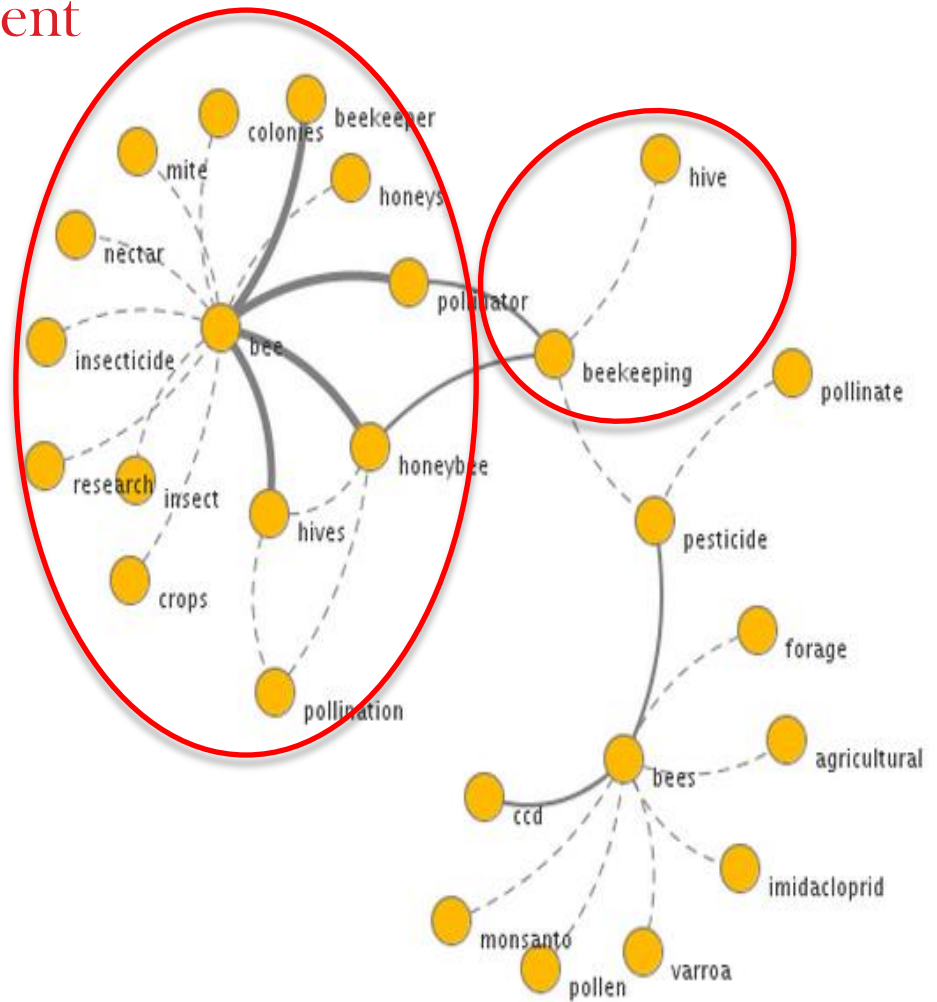 ent
beekeeper
colonies
mite
hive
honeys
nectar
pollinator
bee
insecticide
beekeeping
pollinate
honeybee
research
insect
hives
pesticide
crops
forage
pollination
agricultural
bees
ccd
imidacloprid
monsanto
varroa
pollen